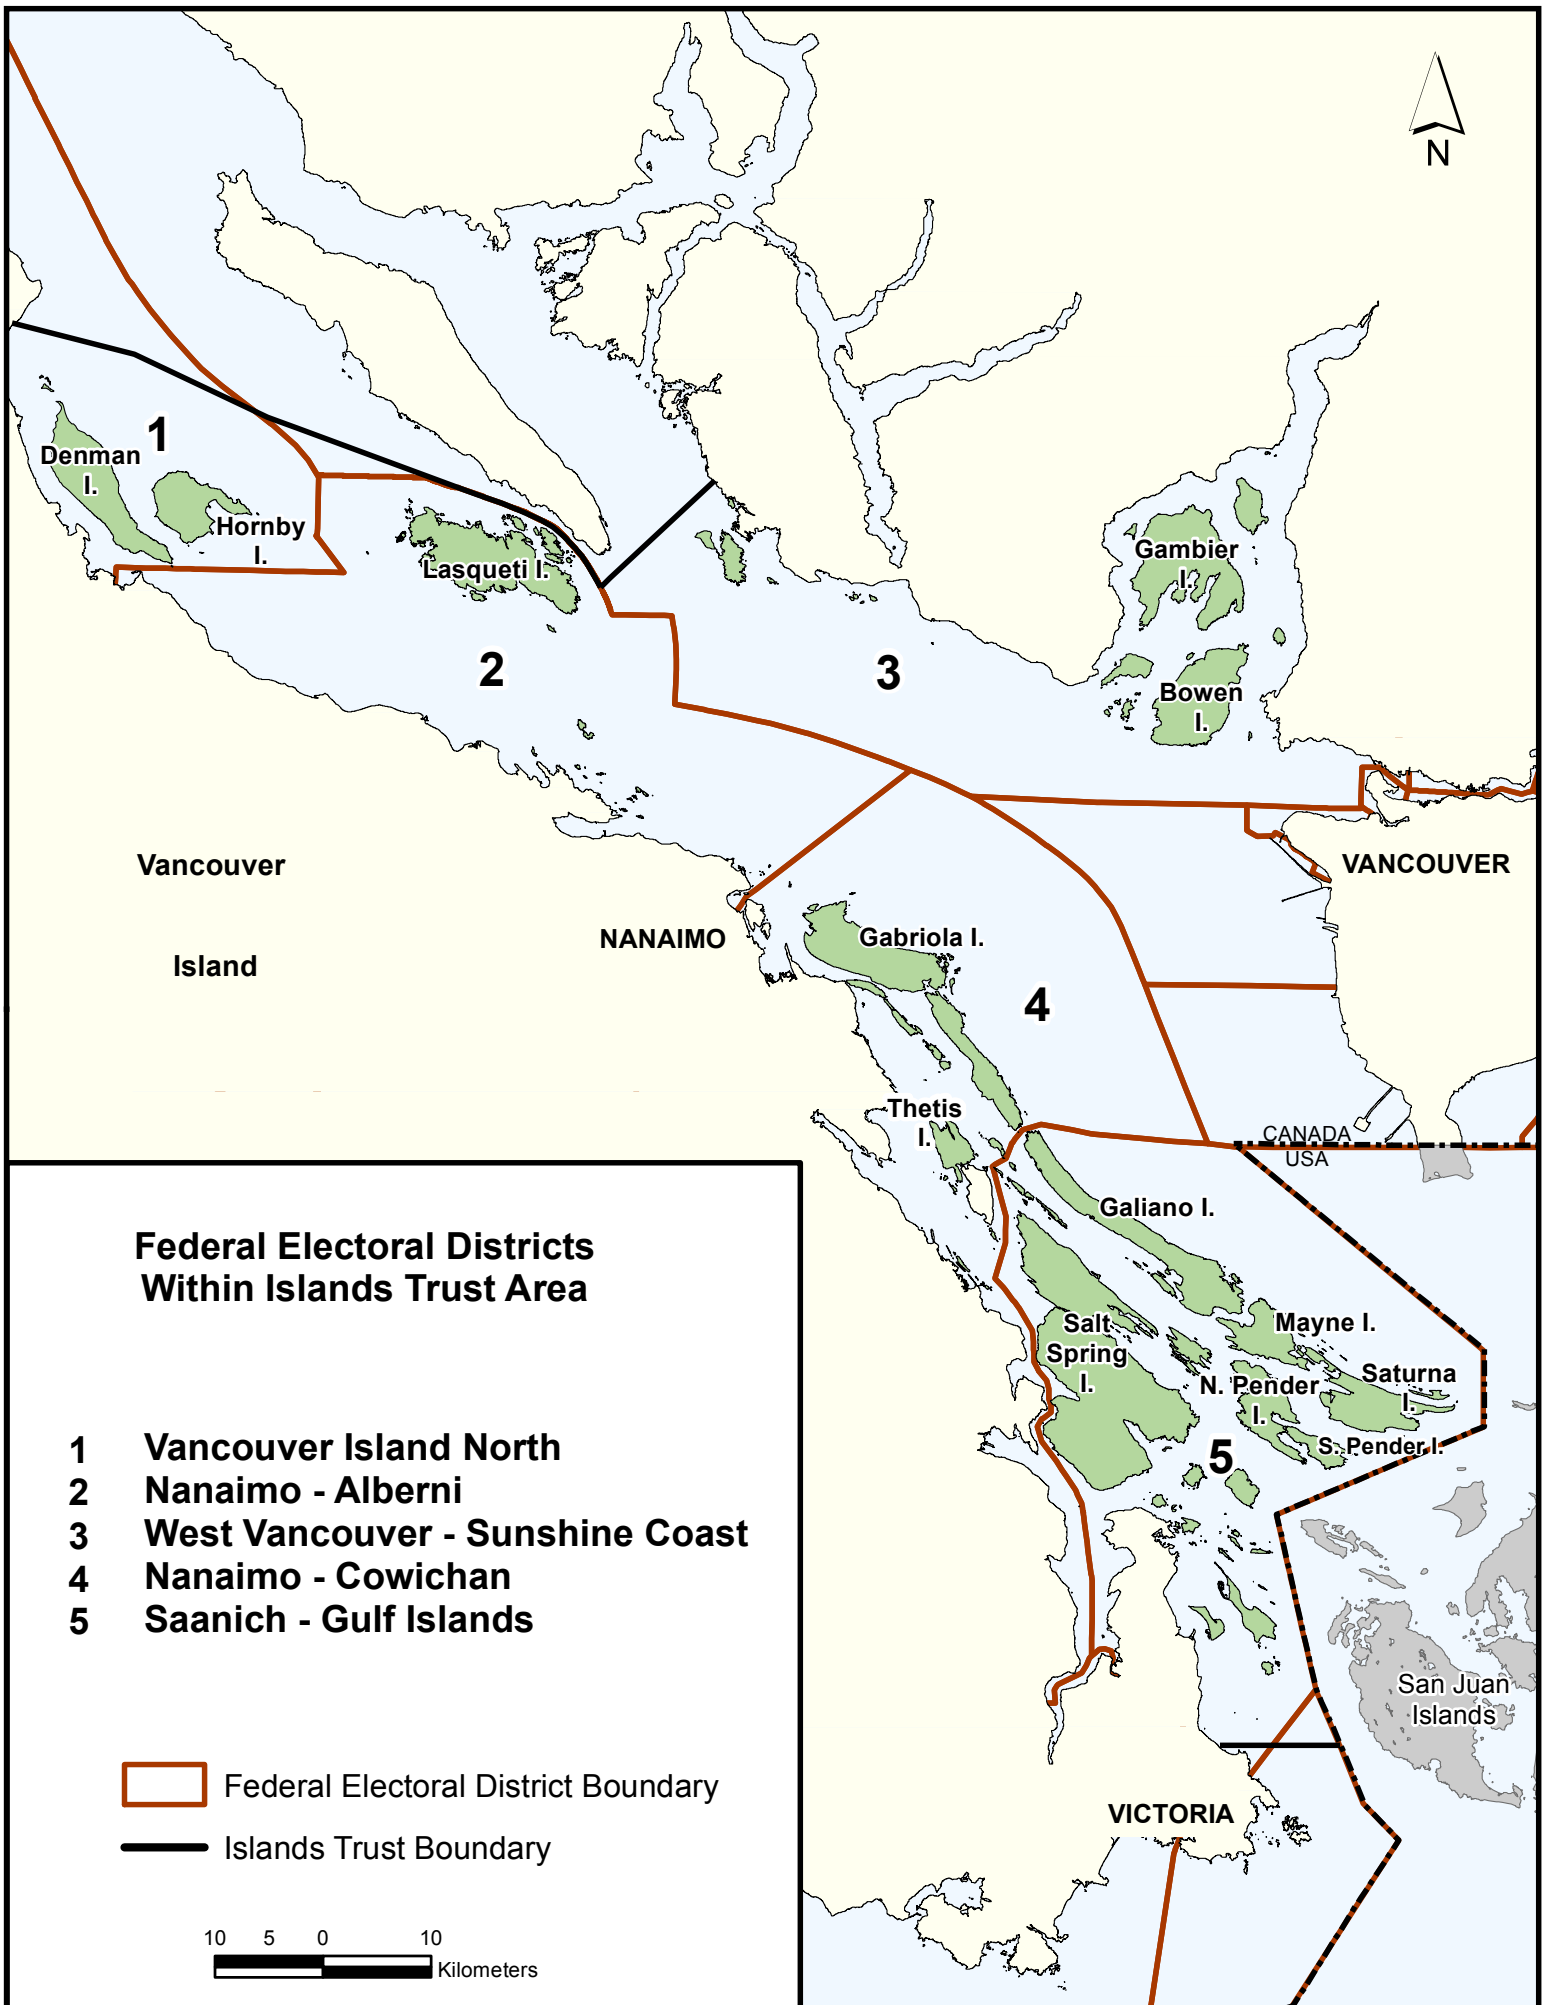 N
1
Denman
I.
Hornby
I.
Lasqueti I.
Gambier
I.
2
3
Bowen
I.
Vancouver
Island
VANCOUVER
NANAIMO
Gabriola I.
4
Thetis
I.
CANADA
USA
Galiano I.
Salt
Spring
I.
Mayne I.
N. Pender
I.
Saturna
I.
S. Pender I.
5
San Juan
Islands
VICTORIA
Federal Electoral Districts
Within Islands Trust Area
1 Vancouver Island North
2 Nanaimo - Alberni
3 West Vancouver - Sunshine Coast
4 Nanaimo - Cowichan
5 Saanich - Gulf Islands
Federal Electoral District Boundary
Islands Trust Boundary
10 5 0 10
Kilometers